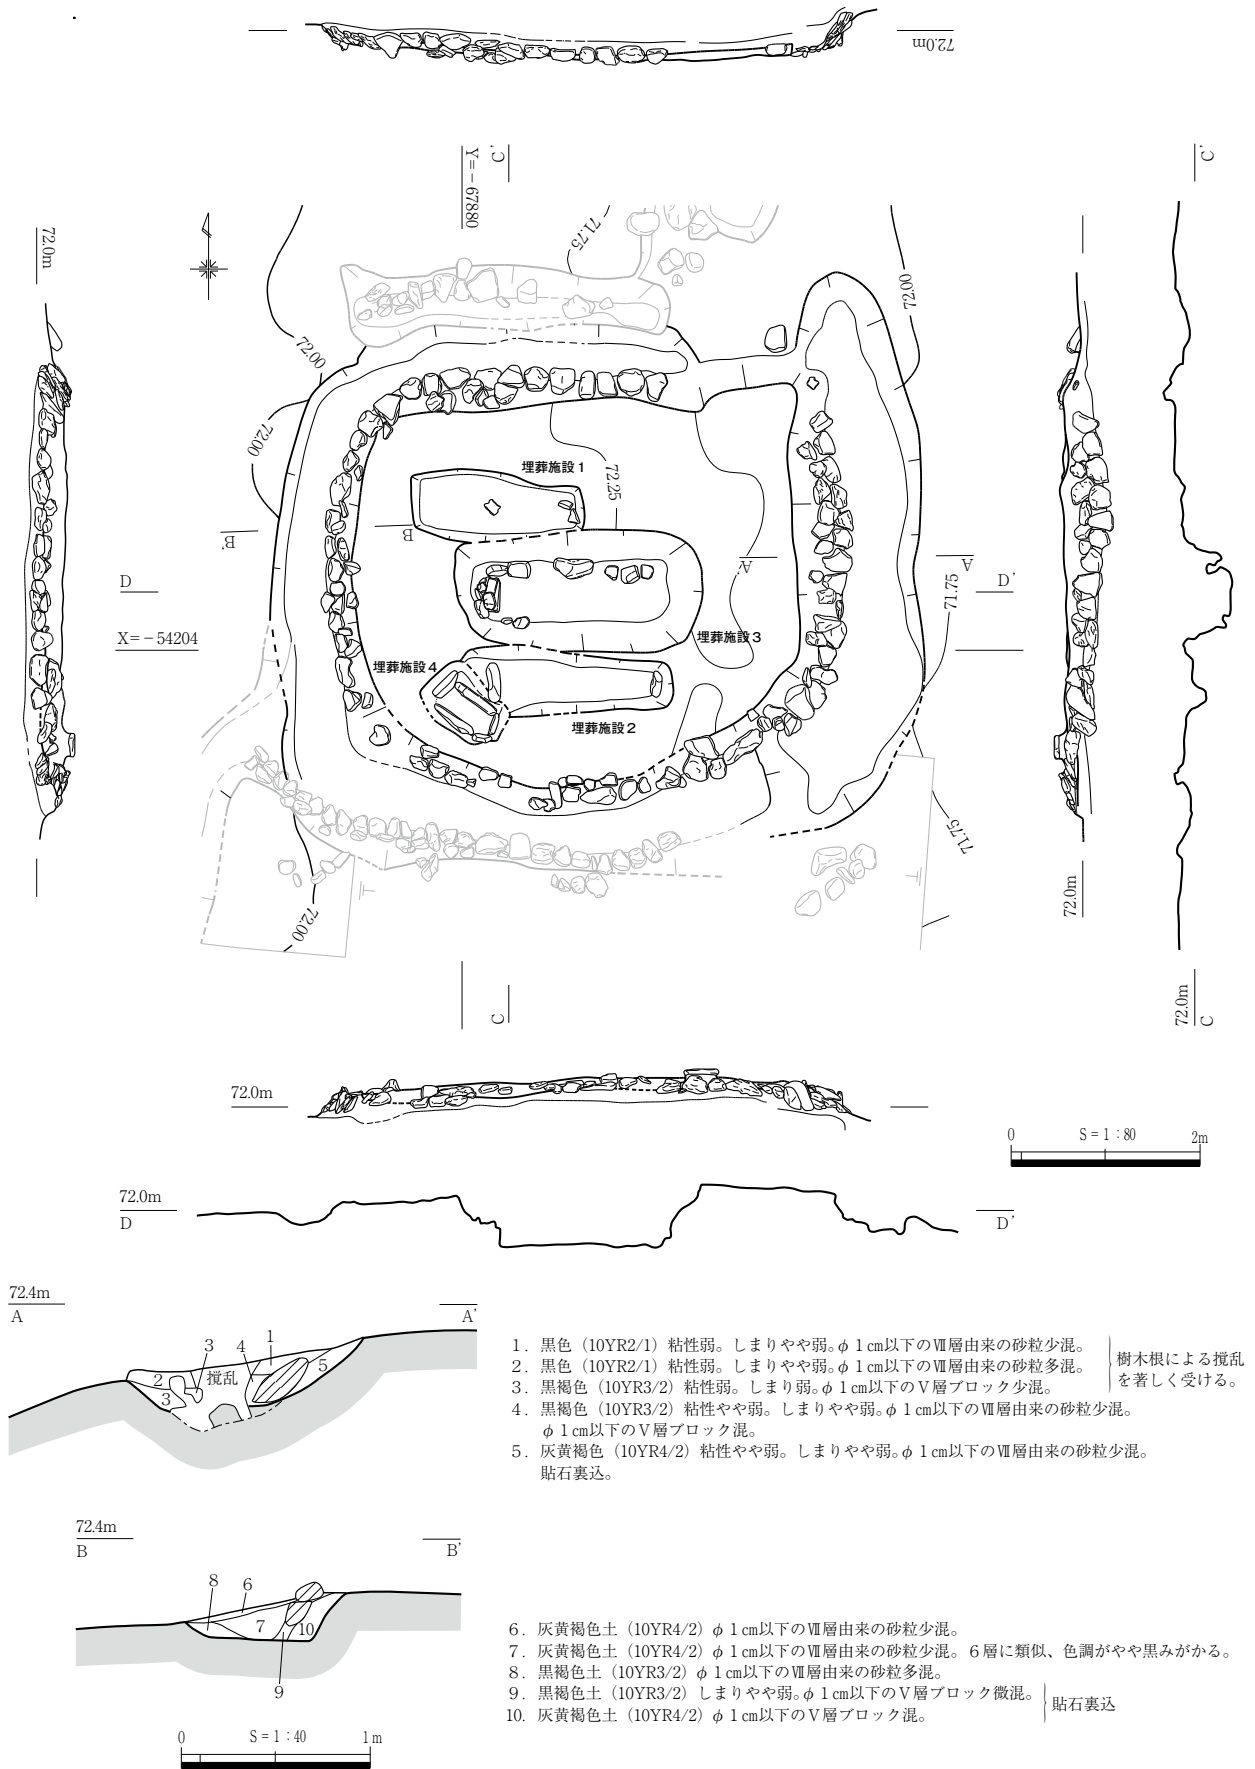 72.0m
C'
Y=－67880
C'
72.0m
71.75
72.00
72.00
72.00
埋葬施設1
72.25
B'
B
A'
A
D
D'
71.75
X=－54204
埋葬施設3
埋葬施設4
埋葬施設2
71.75
72.00
72.0m
C
72.0m
C
72.0m
0 S=1：80 2m
72.0m
D
D'
72.4m
A
A'
1
3
4
5
2
撹乱
3
1．黒色（10YR2/1）粘性弱。しまりやや弱。φ1cm以下のⅦ層由来の砂粒少混。
2．黒色（10YR2/1）粘性弱。しまりやや弱。φ1cm以下のⅦ層由来の砂粒多混。
3．黒褐色（10YR3/2）粘性弱。しまり弱。φ1cm以下のⅤ層ブロック少混。
樹木根による撹乱
を著しく受ける。
4．黒褐色（10YR3/2）粘性やや弱。しまりやや弱。φ1cm以下のⅦ層由来の砂粒少混。
φ1cm以下のⅤ層ブロック混。
5．灰黄褐色（10YR4/2）粘性やや弱。しまりやや弱。φ1cm以下のⅦ層由来の砂粒少混。
貼石裏込。
72.4m
B
B'
8
6
7
10
9
6．灰黄褐色土（10YR4/2）φ1cm以下のⅦ層由来の砂粒少混。
7．灰黄褐色土（10YR4/2）φ1cm以下のⅦ層由来の砂粒少混。6層に類似、色調がやや黒みがかる。
8．黒褐色土（10YR3/2）φ1cm以下のⅦ層由来の砂粒多混。
9．黒褐色土（10YR3/2）しまりやや弱。φ1cm以下のⅤ層ブロック微混。
10．灰黄褐色土（10YR4/2）φ1cm以下のⅤ層ブロック混。
貼石裏込
0 S=1：40 1m